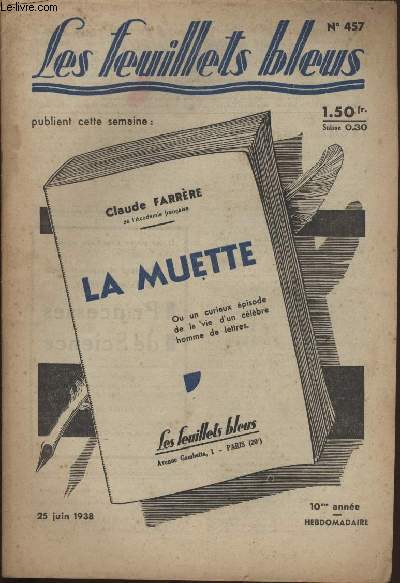 Le-livre.com
N° 457
Les feuillets bleus
publient cette semaine :
1.50 fr.
Suisse 0.30
Claude FARRÈRE
de l'Académie française
LA MUETTE
Ou un curieux épisode
de la vie d'un célèbre
homme de lettres.
Les feuillets bleus
Avenue Gambetta, 1 - PARIS (20e)
25 juin 1938
10me année
HEBDOMADAIRE